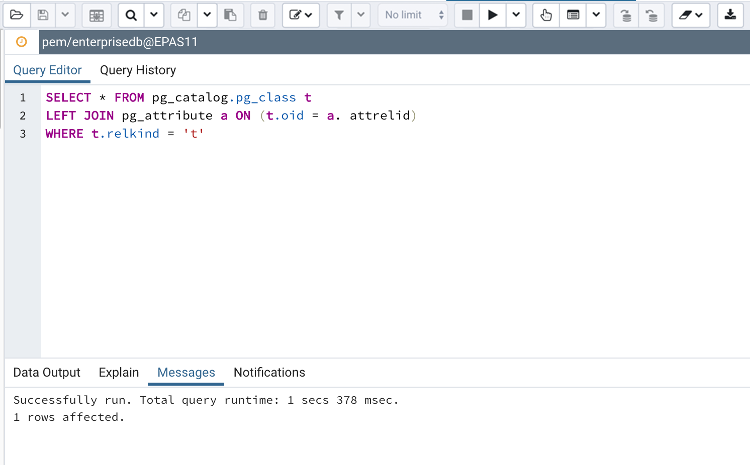 No limit
pem/enterprisedb@EPAS11
Query Editor Query History
1 SELECT * FROM pg_catalog.pg_class t
2 LEFT JOIN pg_attribute a ON (t.oid = a. attrelid)
3 WHERE t.relkind = 't'
Data Output Explain Messages Notifications
Successfully run. Total query runtime: 1 secs 378 msec.
1 rows affected.